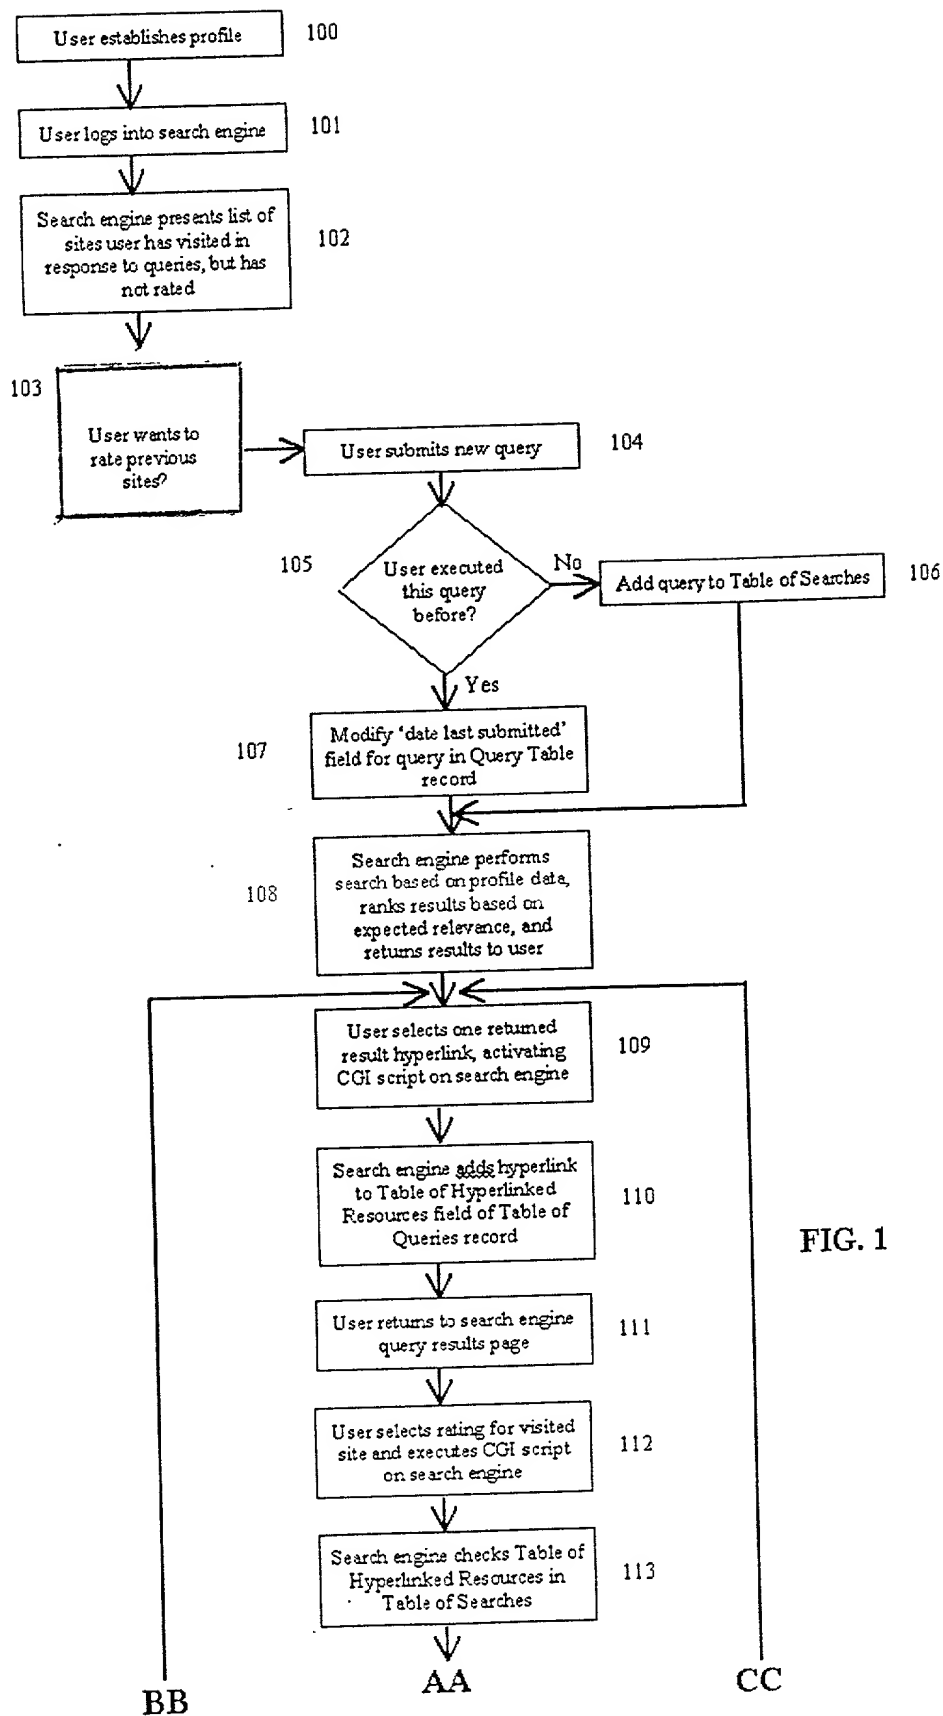 User establishes profile
100
User logs into search engine
101
Search engine presents list of
sites user has visited in
response to queries, but has
not rated
102
103
User wants to
rate previous
sites?
User submits new query
104
105
User executed
this query
before?
No
Add query to Table of Searches
106
Yes
107
Modify ‘date last submitted’
field for query in Query Table
record
108
Search engine performs
search based on profile data,
ranks results based on
expected relevance, and
returns results to user
User selects one returned
result hyperlink, activating
CGI script on search engine
109
Search engine adds hyperlink
to Table of Hyperlinked
Resources field of Table of
Queries record
110
FIG. 1
User returns to search engine
query results page
111
User selects rating for visited
site and executes CGI script
on search engine
112
Search engine checks Table of
Hyperlinked Resources in
Table of Searches
113
BB
AA
CC